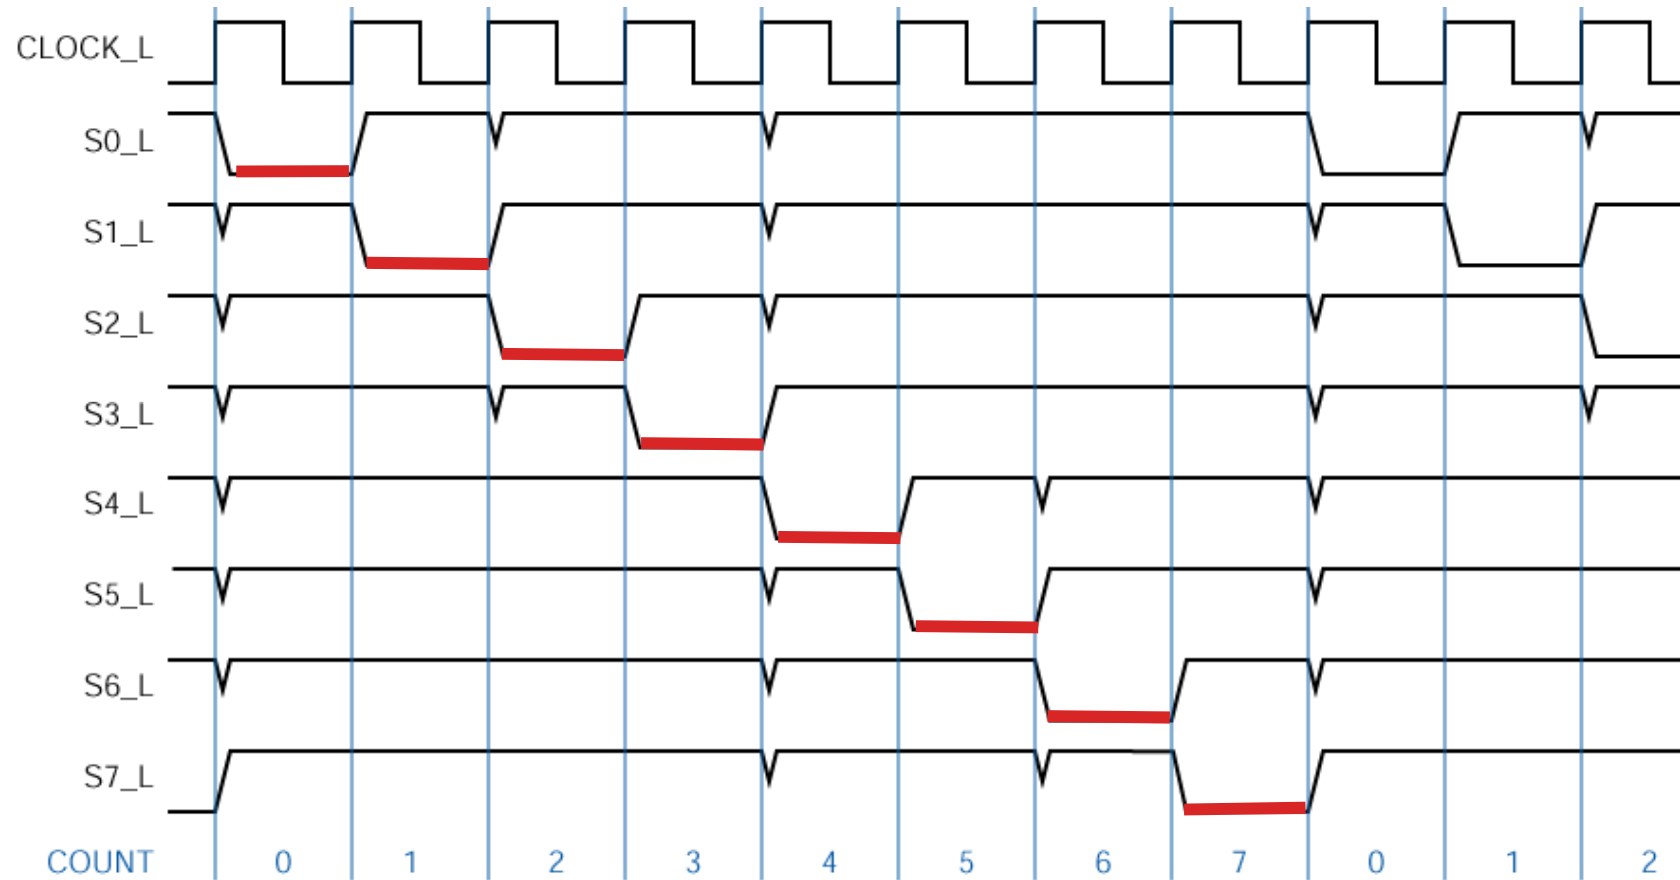 CLOCK_L
S0_L
S1_L
S2_L
S3_L
S4_L
S5_L
S6_L
S7_L
COUNT 0 1 2 3 4 5 6 7 0 1 2